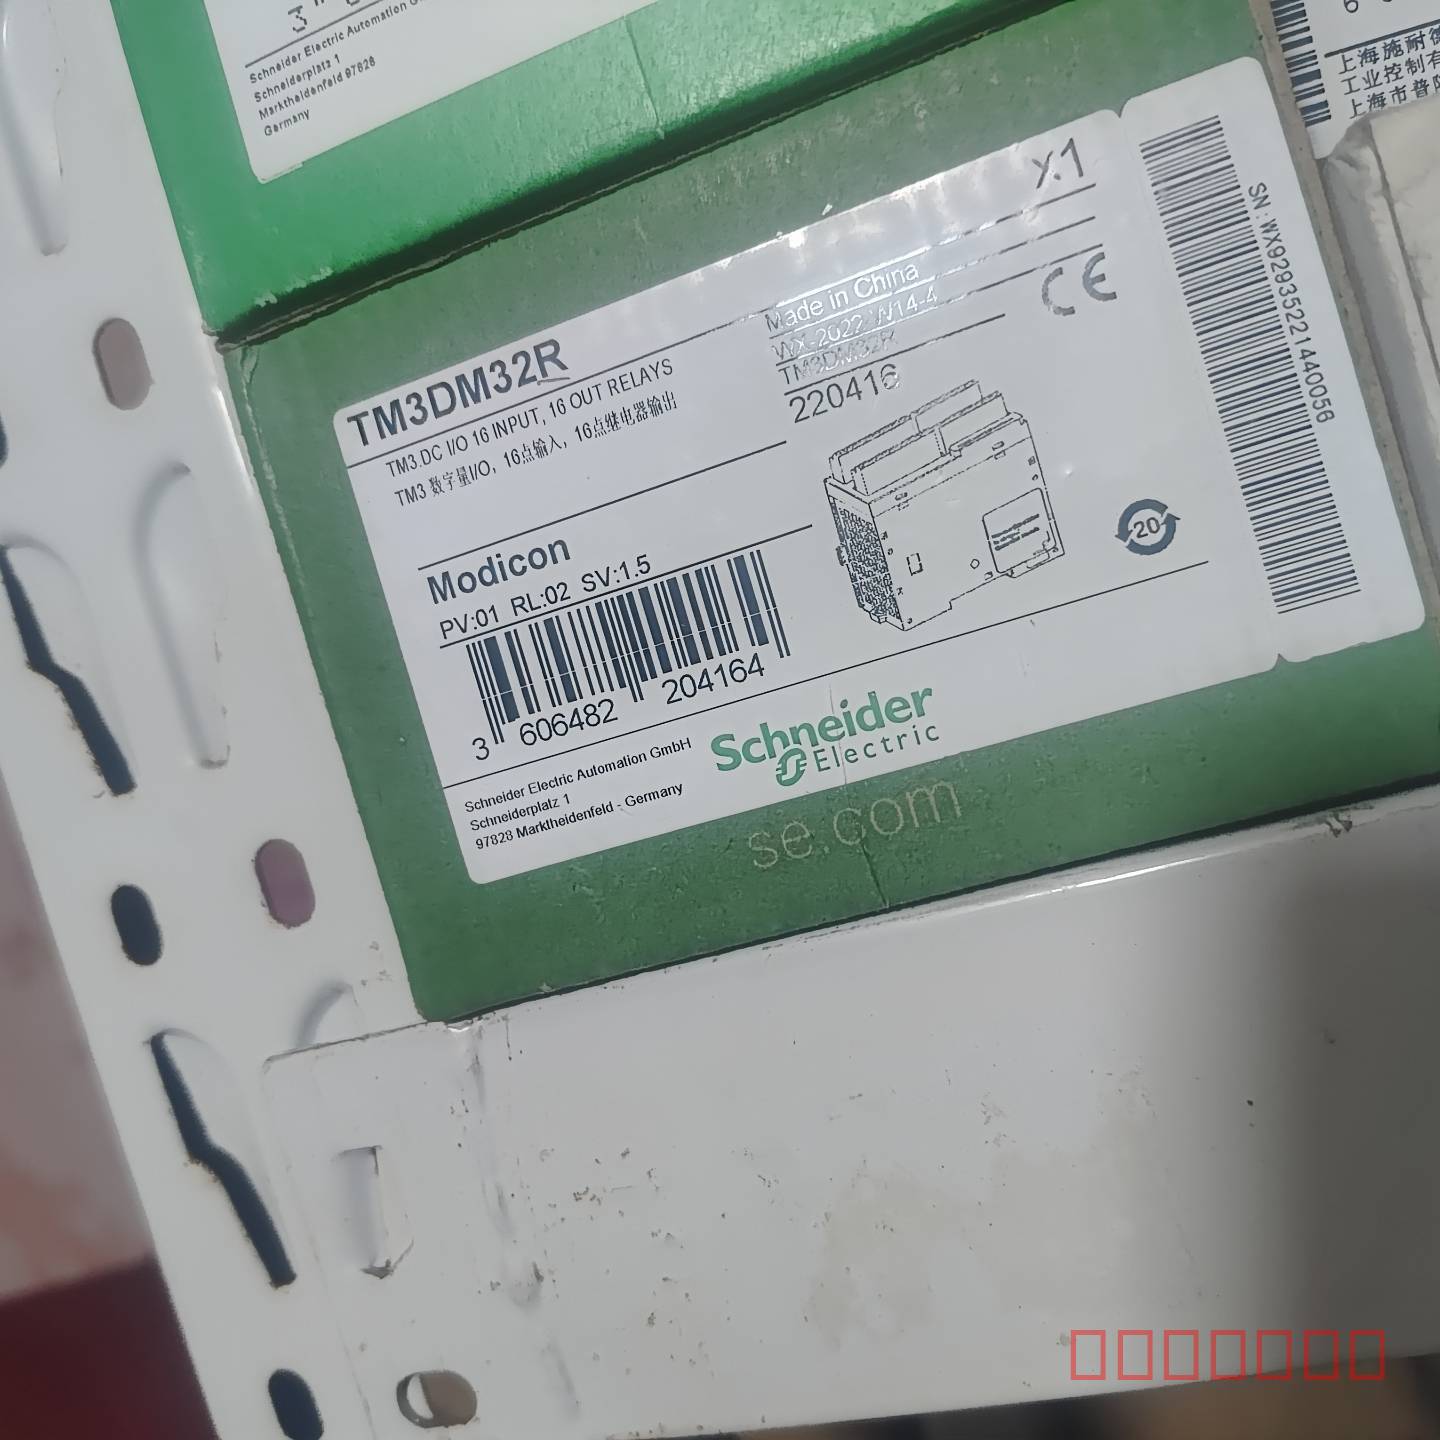 Schneider Electric Automation
Schneiderplatz 1
Marktheidenfeld 97828
Germany
上海施耐德
工业控制有
上海市普陀
X1
TM3DM32R
TM3 DC I/O 16 INPUT, 16 OUT RELAYS
TM3 数字量I/O, 16点输入, 16点继电器输出
Made in China
WX-2022-W14-4
TM3DM32R
220416
CE
SN:WX9293522140056
Modicon
PV:01 RL:02 SV:1.5
20
3 606482 204164
Schneider Electric Automation GmbH
Schneiderplatz 1
97828 Marktheidenfeld - Germany
Schneider
Electric
se.com